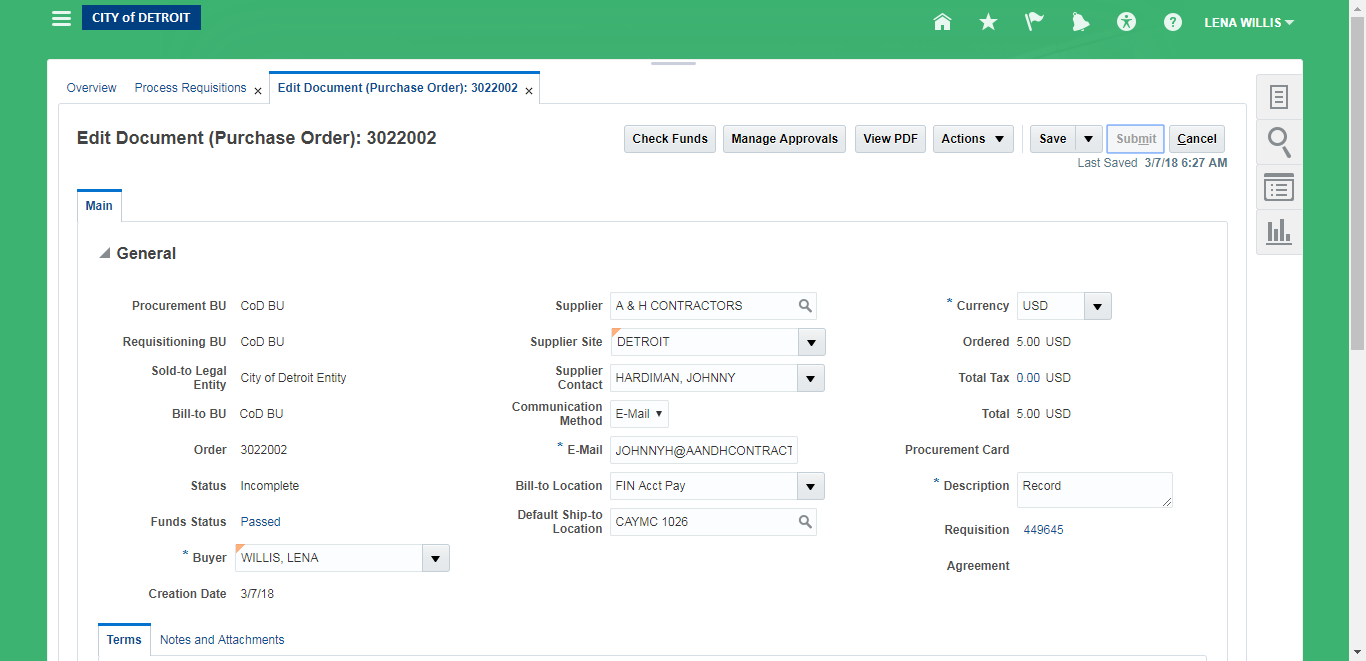 CITY of DETROIT
LENA WILLIS
Overview Process Requisitions Edit Document (Purchase Order): 3022002
Edit Document (Purchase Order): 3022002
Check Funds Manage Approvals View PDF Actions Save Submit Cancel
Last Saved 3/7/18 6:27 AM
Main
General
Procurement BU CoD BU
Requisitioning BU CoD BU
Sold-to Legal
Entity City of Detroit Entity
Bill-to BU CoD BU
Order 3022002
Status Incomplete
Funds Status Passed
* Buyer WILLIS, LENA
Creation Date 3/7/18
Supplier A & H CONTRACTORS
Supplier Site DETROIT
Supplier
Contact HARDIMAN, JOHNNY
Communication
Method E-Mail
* E-Mail JOHNNYH@AANDHCONTRACT
Bill-to Location FIN Acct Pay
Default Ship-to
Location CAYMC 1026
* Currency USD
Ordered 5.00 USD
Total Tax 0.00 USD
Total 5.00 USD
Procurement Card
* Description Record
Requisition 449645
Agreement
Terms Notes and Attachments